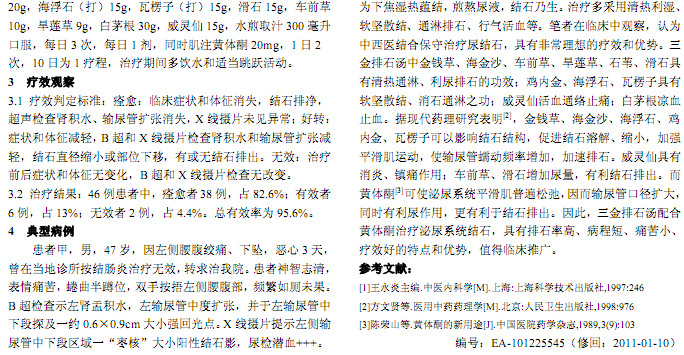 20g，海浮石（打）15g，瓦楞子（打）15g，滑石 15g，车前草
10g，旱莲草 9g，白茅根 30g，威灵仙 15g，水煎取汁 300 毫升
口服，每日 3 次，每日 1 剂，同时肌注黄体酮 20mg，1 日 2
次，10 日为 1 疗程，治疗期间多饮水和适当跳跃活动。
3 疗效观察
3.1 疗效判定标准：痊愈：临床症状和体征消失，结石排净，
超声检查肾积水、输尿管扩张消失，X 线摄片未见异常；好转：
症状和体征减轻，B 超和 X 线摄片检查肾积水和输尿管扩张减
轻，结石直径缩小或部位下移，有或无结石排出。无效：治疗
前后症状和体征无变化，B 超和 X 线摄片检查无改变。
3.2 治疗结果：46 例患者中，痊愈者 38 例，占 82.6%；有效者
6 例，占 13%；无效者 2 例，占 4.4%。总有效率为 95.6%。
4 典型病例
患者甲，男，47 岁，因左侧腰腹绞痛、下坠，恶心 3 天，
曾在当地诊所按结肠炎治疗无效，转求治我院。患者神智志清，
表情痛苦，蜷曲半蹲位，双手按捂左侧腰腹部，频繁如厕未果。
B 超检查示左肾盂积水，左输尿管中度扩张，并于左输尿管中
下段探及一约 0.6×0.9cm 大小强回光点。X 线摄片提示左侧输
尿管中下段区域一“枣核”大小阳性结石影，尿检潜血+++。
为下焦湿热蕴结，煎熬尿液，结石乃生。治疗多采用清热利湿、
软坚散结、通淋排石、行气活血等。笔者在临床中观察，认为
中西医结合保守治疗尿结石，具有非常理想的疗效和优势。三
金排石汤中金钱草、海金沙、车前草、旱莲草、石苇、滑石具
有清热通淋、利尿排石的功效；鸡内金、海浮石、瓦楞子具有
软坚散结、消石通淋之功；威灵仙活血通络止痛；白茅根凉血
止血。据现代药理研究表明[2]，金钱草、海金沙、海浮石、鸡
内金、瓦楞子可以影响结石结构，促进结石溶解、缩小，加强
平滑肌运动，使输尿管蠕动频率增加，加速排石。威灵仙具有
消炎、镇痛作用；车前草、滑石增加尿量，有利结石排出。而
黄体酮[3]可使泌尿系统平滑肌普遍松弛，因而输尿管口径扩大，
同时有利尿作用，更有利于结石排出。因此，三金排石汤配合
黄体酮治疗泌尿系统结石，具有排石率高、病程短、痛苦小、
疗效好的特点和优势，值得临床推广。
参考文献：
[1]王永炎主编.中医内科学[M].上海:上海科学技术出版社,1997:246
[2]方文贤等.医用中药药理学[M].北京:人民卫生出版社,1998:976
[3]陈荣山等.黄体酮的新用途[J].中国医院药学杂志,1989,3(9):103
编号：EA-101225545（修回：2011-01-10）